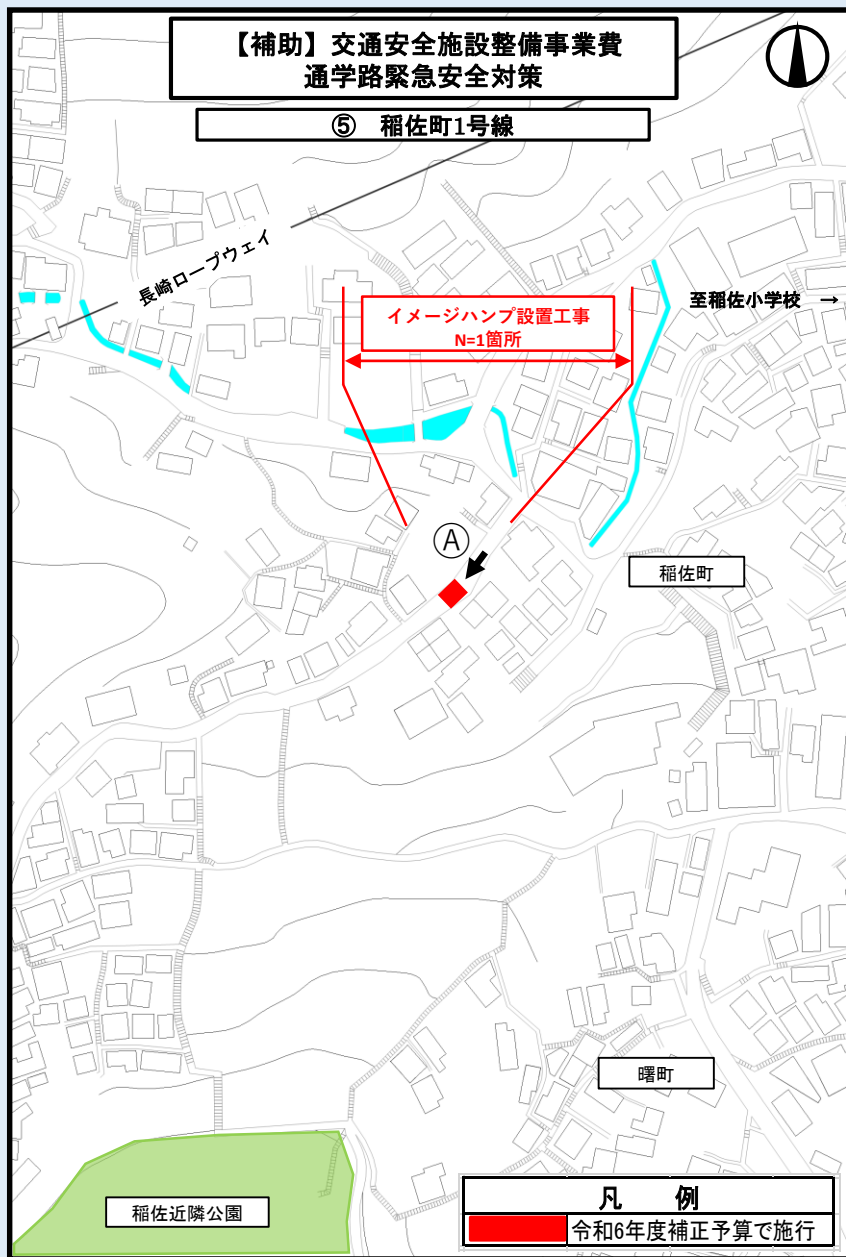 【補助】交通安全施設整備事業費
通学路緊急安全対策
⑤　稲佐町1号線
長崎ロープウェイ
イメージハンプ設置工事
N=1箇所
至稲佐小学校　→
Ⓐ
稲佐町
曙町
稲佐近隣公園
凡　例
令和6年度補正予算で施行